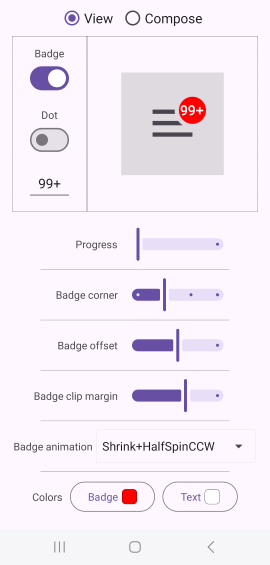 View Compose
Badge
99+
Dot
99+
Progress
Badge corner
Badge offset
Badge clip margin
Badge animation Shrink+HalfSpinCCW
Colors Badge Text